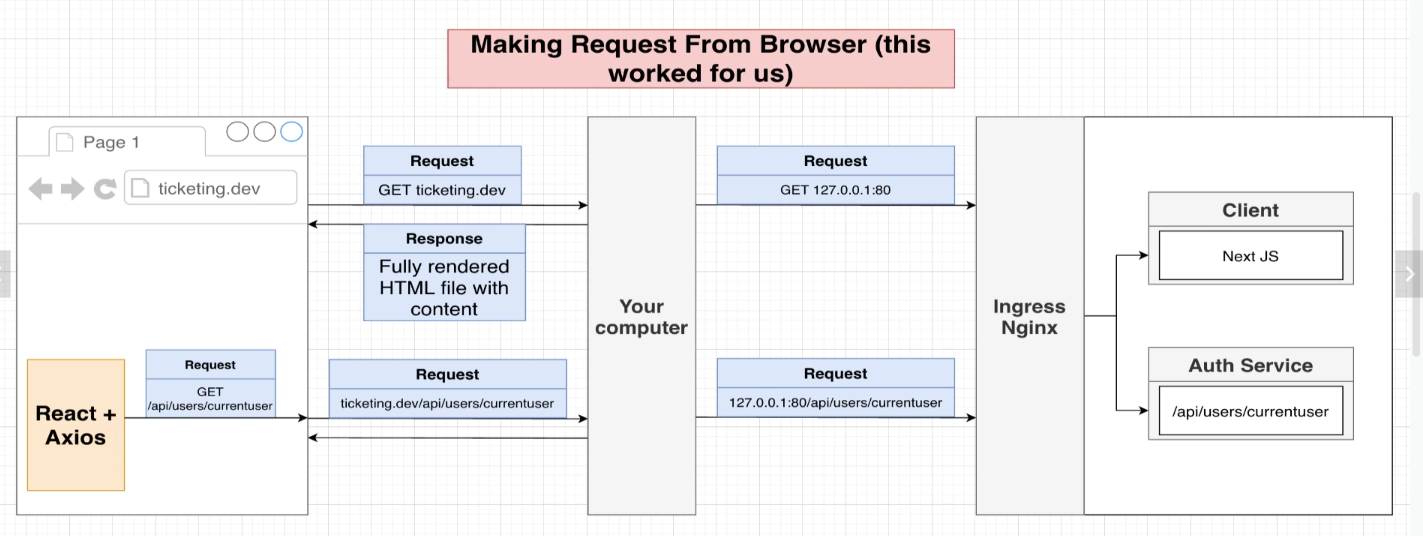 Making Request From Browser (this
worked for us)
Page 1
ticketing.dev
Request
GET ticketing.dev
Response
Fully rendered
HTML file with
content
Request
GET 127.0.0.1:80
Your
computer
Ingress
Nginx
Client
Next JS
Auth Service
/api/users/currentuser
React +
Axios
Request
GET
/api/users/currentuser
Request
ticketing.dev/api/users/currentuser
Request
127.0.0.1:80/api/users/currentuser